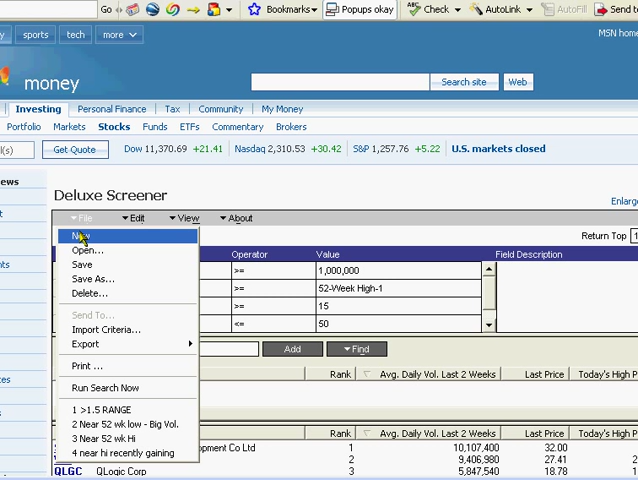 Go Bookmarks Popups okay Check AutoLink AutoFill Send to
sports tech more MSN home
money Search site Web
Investing Personal Finance Tax Community My Money
Portfolio Markets Stocks Funds ETFs Commentary Brokers
l(s) Get Quote Dow 11,370.69 +21.41 Nasdaq 2,310.53 +30.42 S&P 1,257.76 +5.22 U.S. markets closed
ews
Deluxe Screener
Enlarge
File Edit View About
New Return Top 1
Open... Operator Value Field Description
Save >= 1,000,000
Save As... >= 52-Week High-1
Delete... >= 15
Send To... <= 50
Import Criteria...
Export Add Find
Print ... Rank Avg. Daily Vol. Last 2 Weeks Last Price Today's High P
Run Search Now
1 >1.5 RANGE
2 Near 52 wk low - Big Vol.
3 Near 52 wk Hi Rank Avg. Daily Vol. Last 2 Weeks Last Price Today's High
4 near hi recently gaining opment Co Ltd 1 10,107,400 32.00
2 9,406,980 27.41
QLGC QLogic Corp 3 5,847,540 18.78